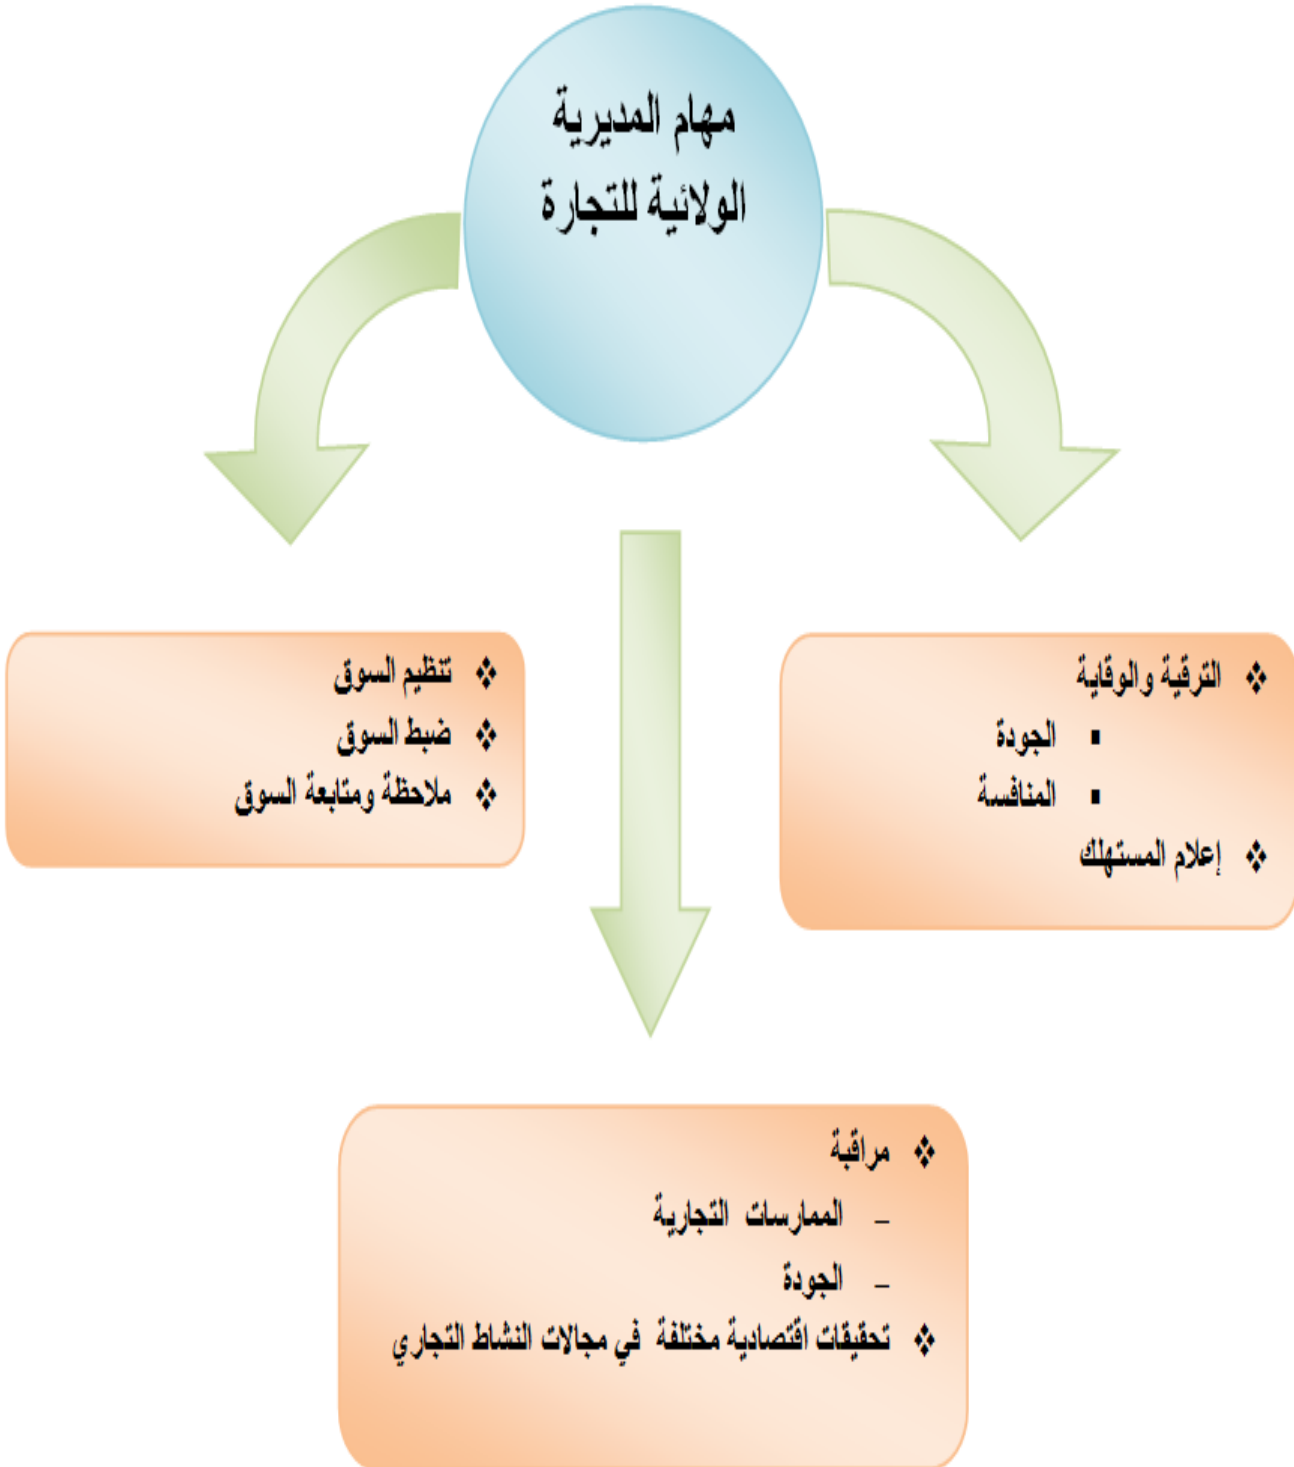 مهام المديرية
الولائية للتجارة
❖ الترقية والوقاية
▪ الجودة
▪ المنافسة
❖ إعلام المستهلك
❖ تنظيم السوق
❖ ضبط السوق
❖ ملاحظة ومتابعة السوق
❖ مراقبة
– الممارسات التجارية
– الجودة
❖ تحقيقات اقتصادية مختلفة في مجالات النشاط التجاري